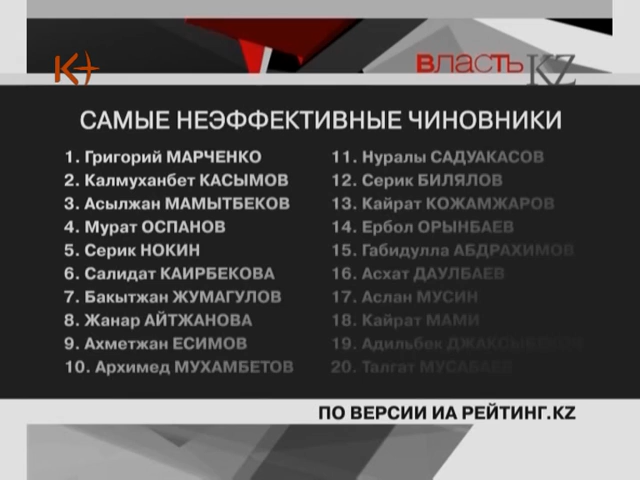 K+
власть KZ
САМЫЕ НЕЭФФЕКТИВНЫЕ ЧИНОВНИКИ
1. Григорий МАРЧЕНКО
2. Калмуханбет КАСЫМОВ
3. Асылжан МАМЫТБЕКОВ
4. Мурат ОСПАНОВ
5. Серик НОКИН
6. Салидат КАИРБЕКОВА
7. Бакытжан ЖУМАГУЛОВ
8. Жанар АЙТЖАНОВА
9. Ахметжан ЕСИМОВ
10. Архимед МУХАМБЕТОВ
11. Нуралы САДУАКАСОВ
12. Серик БИЛЯЛОВ
13. Кайрат КОЖАМЖАРОВ
14. Ербол ОРЫНБАЕВ
15. Габидулла АБДРАХИМОВ
16. Асхат ДАУЛБАЕВ
17. Аслан МУСИН
18. Кайрат МАМИ
19. Адильбек
20. Талгат МУСАБАЕВ
ПО ВЕРСИИ ИА РЕЙТИНГ.KZ